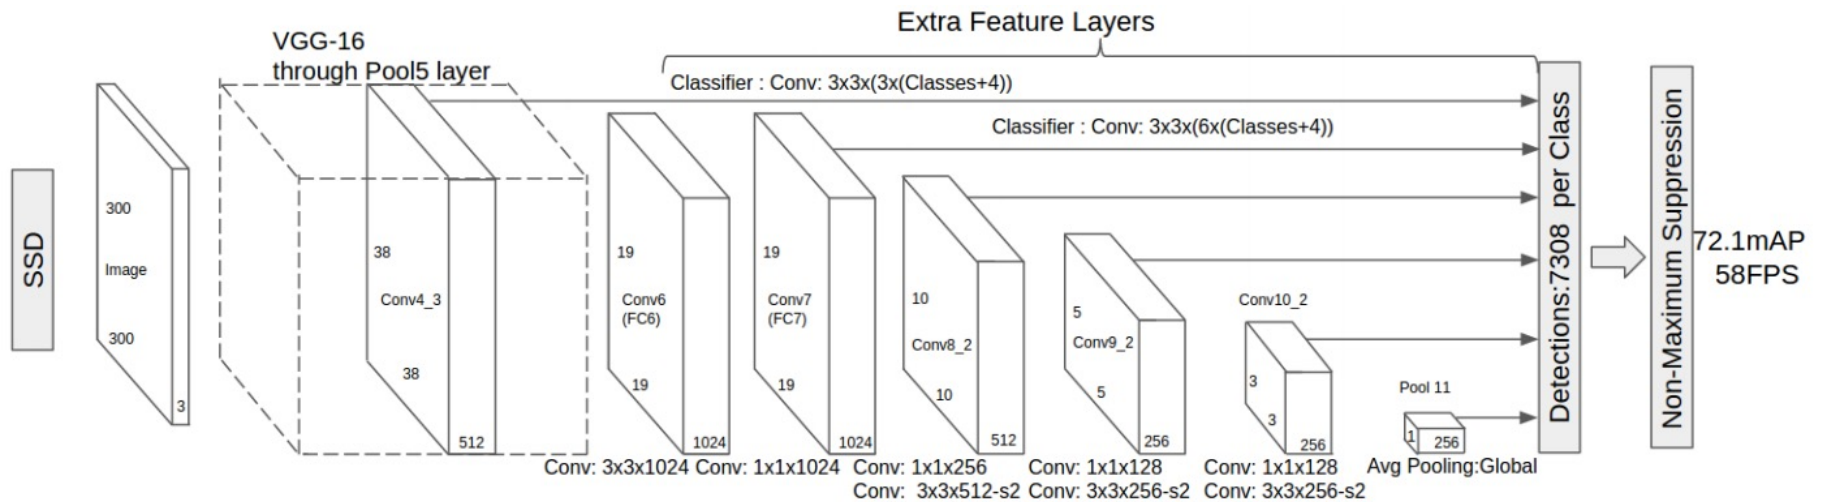 Extra Feature Layers
VGG-16
through Pool5 layer
Classifier : Conv: 3x3x(3x(Classes+4))
Classifier : Conv: 3x3x(6x(Classes+4))
SSD
300
Image
300
3
38
Conv4_3
38
512
19
Conv6
(FC6)
19
1024
19
Conv7
(FC7)
19
1024
10
Conv8_2
10
512
5
Conv9_2
5
256
Conv10_2
3
3
256
Pool 11
1
256
Conv: 3x3x1024
Conv: 1x1x1024
Conv: 1x1x256
Conv: 3x3x512-s2
Conv: 1x1x128
Conv: 3x3x256-s2
Conv: 1x1x128
Conv: 3x3x256-s2
Avg Pooling:Global
Detections:7308 per Class
Non-Maximum Suppression
72.1mAP
58FPS